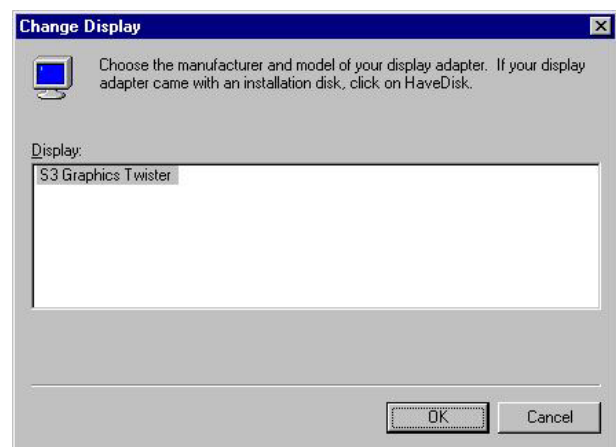 Change Display
Choose the manufacturer and model of your display adapter.  If your display
adapter came with an installation disk, click on HaveDisk.
Display:
S3 Graphics Twister
OK
Cancel